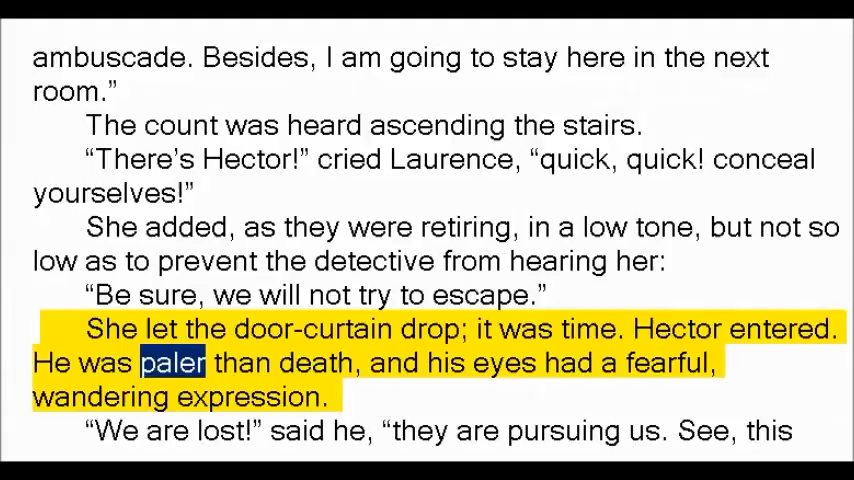 ambuscade. Besides, I am going to stay here in the next
room.”
The count was heard ascending the stairs.
“There’s Hector!” cried Laurence, “quick, quick! conceal
yourselves!”
She added, as they were retiring, in a low tone, but not so
low as to prevent the detective from hearing her:
“Be sure, we will not try to escape.”
She let the door-curtain drop; it was time. Hector entered.
He was paler than death, and his eyes had a fearful,
wandering expression.
“We are lost!” said he, “they are pursuing us. See, this